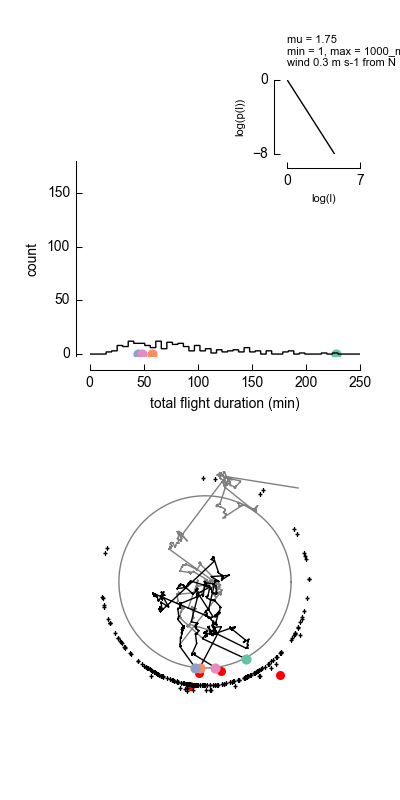 mu = 1.75
min = 1, max = 1000_m
wind 0.3 m s-1 from N
0
log(p(l))
−8
0 7
log(l)
150
100
count
50
0
0 50 100 150 200 250
total flight duration (min)